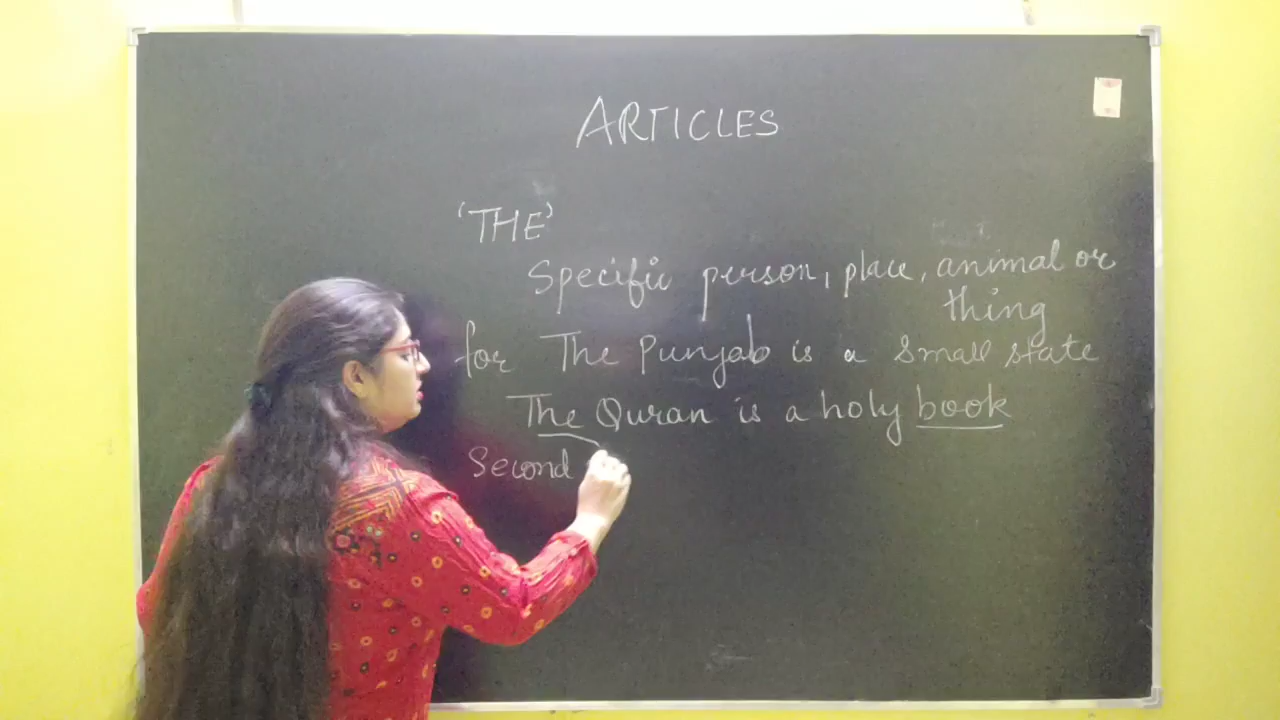 ARTICLES
'THE'
Specific person, place, animal or
thing
for The Punjab is a small state
The Quran is a holy book
Second